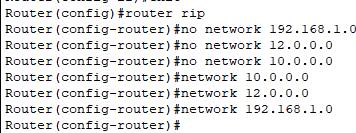 Router(config)#router rip
Router(config-router)#no network 192.168.1.0
Router(config-router)#no network 12.0.0.0
Router(config-router)#no network 10.0.0.0
Router(config-router)#network 10.0.0.0
Router(config-router)#network 12.0.0.0
Router(config-router)#network 192.168.1.0
Router(config-router)#